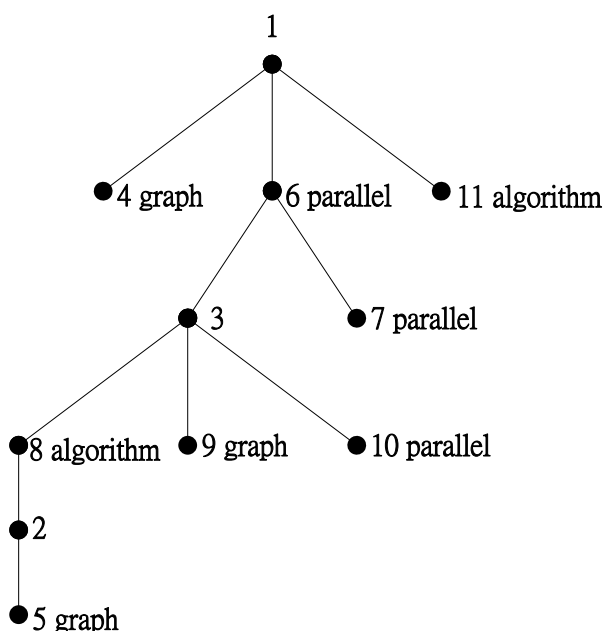 1
4 graph 6 parallel 11 algorithm
3 7 parallel
8 algorithm 9 graph 10 parallel
2
5 graph